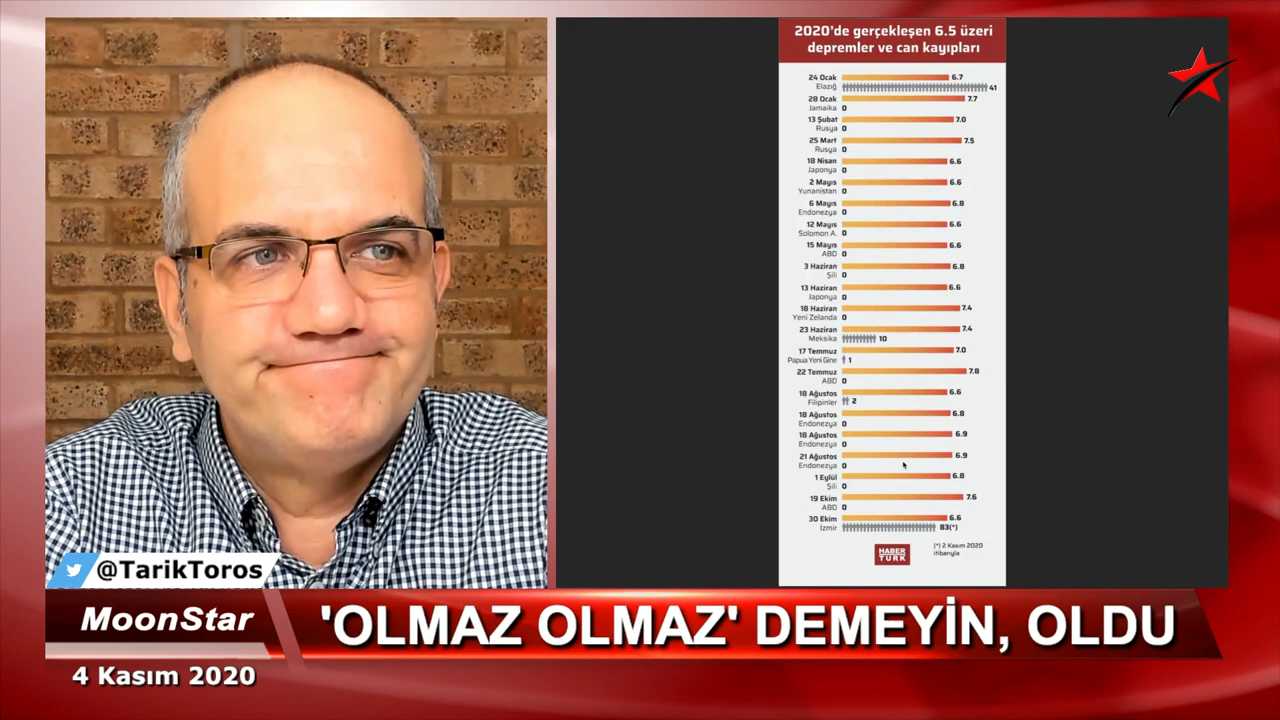 2020'de gerçekleşen 6.5 üzeri
depremler ve can kayıpları
24 Ocak 6.7
Elazığ 41
28 Ocak 7.7
Jamaika 0
13 Şubat 7.0
Rusya 0
25 Mart 7.5
Rusya 0
18 Nisan 6.6
Japonya 0
2 Mayıs 6.6
Yunanistan 0
6 Mayıs 6.8
Endonezya 0
12 Mayıs 6.6
Solomon A. 0
15 Mayıs 6.6
ABD 0
3 Haziran 6.8
Şili 0
13 Haziran 6.6
Japonya 0
18 Haziran 7.4
Yeni Zelanda 0
23 Haziran 7.4
Meksika 10
17 Temmuz 7.0
Papua Yeni Gine 1
22 Temmuz 7.8
ABD 0
18 Ağustos 6.6
Filipinler 2
18 Ağustos 6.8
Endonezya 0
18 Ağustos 6.9
Endonezya 0
21 Ağustos 6.9
Endonezya 0
1 Eylül 6.8
Şili 0
19 Ekim 7.6
ABD 0
30 Ekim 6.6
İzmir 83(*)
(*) 2 Kasım 2020
itibarıyla
HABER
TÜRK
@TarikToros
MoonStar
'OLMAZ OLMAZ' DEMEYİN, OLDU
4 Kasım 2020